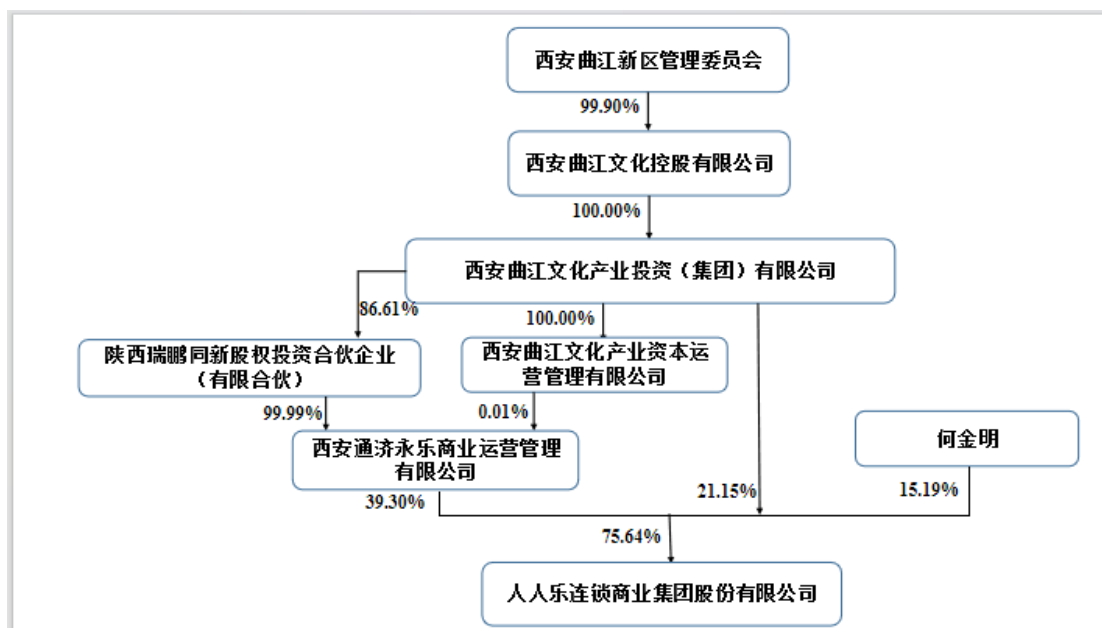 西安曲江新区管理委员会
99.90%
西安曲江文化控股有限公司
100.00%
西安曲江文化产业投资（集团）有限公司
86.61%
100.00%
陕西瑞鹏同新股权投资合伙企业
（有限合伙）
西安曲江文化产业资本运
营管理有限公司
99.99%
0.01%
西安通济永乐商业运营管理
有限公司
何金明
39.30%
21.15%
15.19%
75.64%
人人乐连锁商业集团股份有限公司